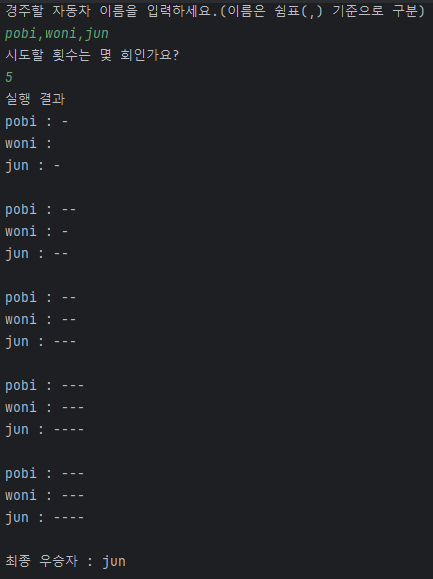 경주할 자동차 이름을 입력하세요.(이름은 쉼표(,) 기준으로 구분)
pobi,woni,jun
시도할 횟수는 몇 회인가요?
5
실행 결과
pobi : -
woni :
jun : -
pobi : --
woni : -
jun : --
pobi : --
woni : --
jun : ---
pobi : ---
woni : ---
jun : ----
pobi : ---
woni : ---
jun : ----
최종 우승자 : jun